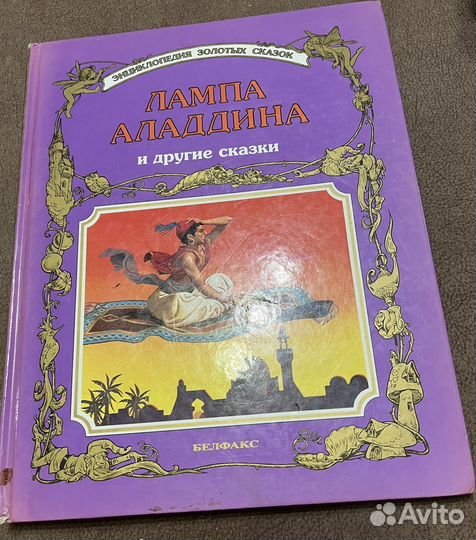 ЭНЦИКЛОПЕДИЯ ЗОЛОТЫХ СКАЗОК
ЛАМПА
АЛАДДИНА
и другие сказки
БЕЛФАКС
Avito